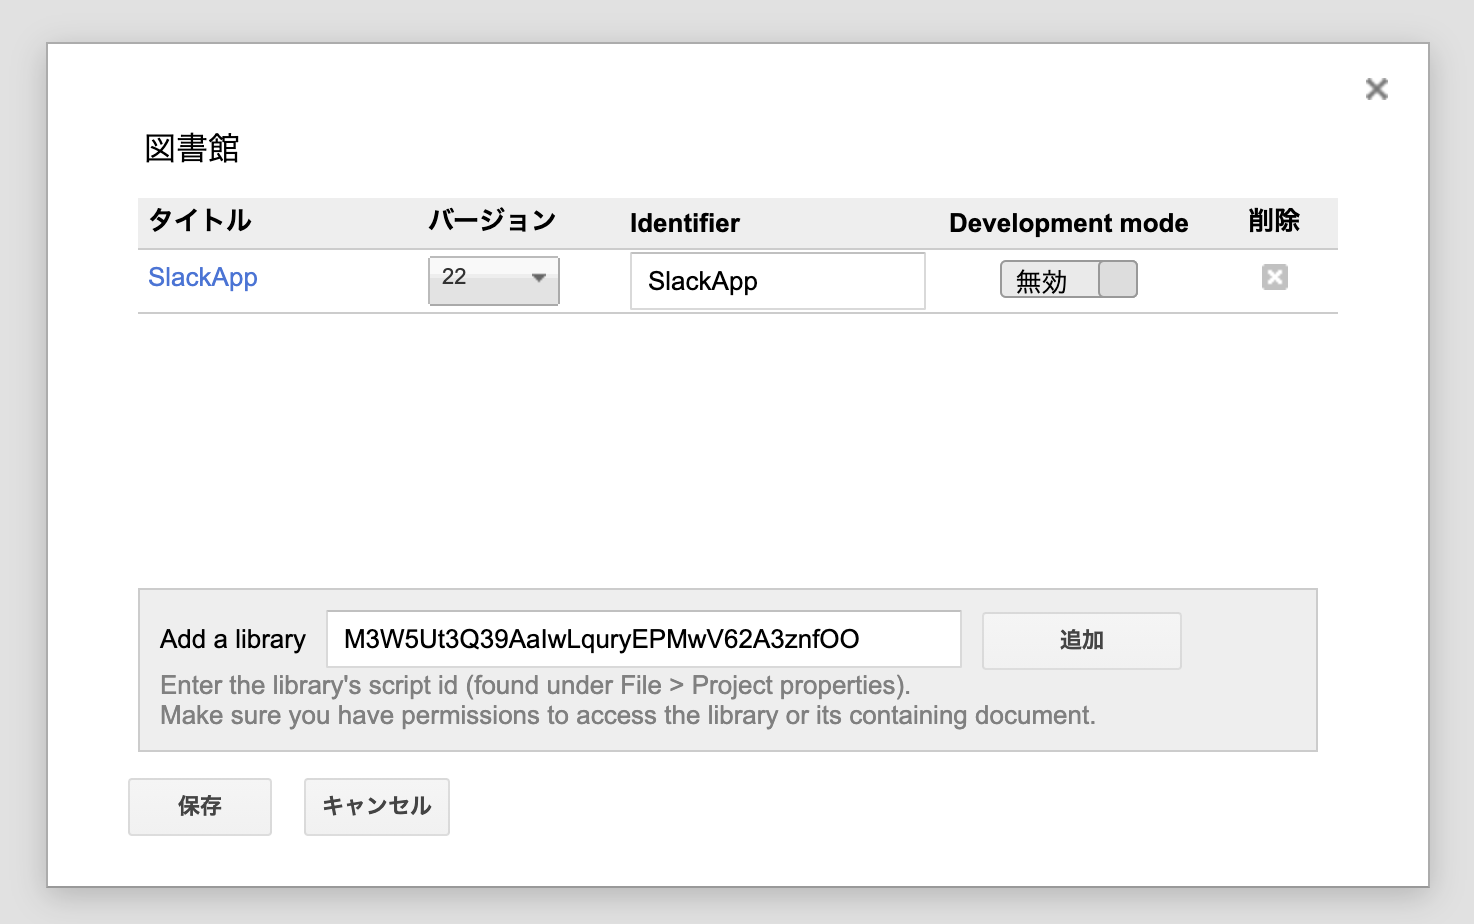 図書館
タイトル バージョン Identifier Development mode 削除
SlackApp 22 SlackApp 無効
Add a library M3W5Ut3Q39AaIwLquryEPMwV62A3znfOO 追加
Enter the library's script id (found under File > Project properties).
Make sure you have permissions to access the library or its containing document.
保存 キャンセル